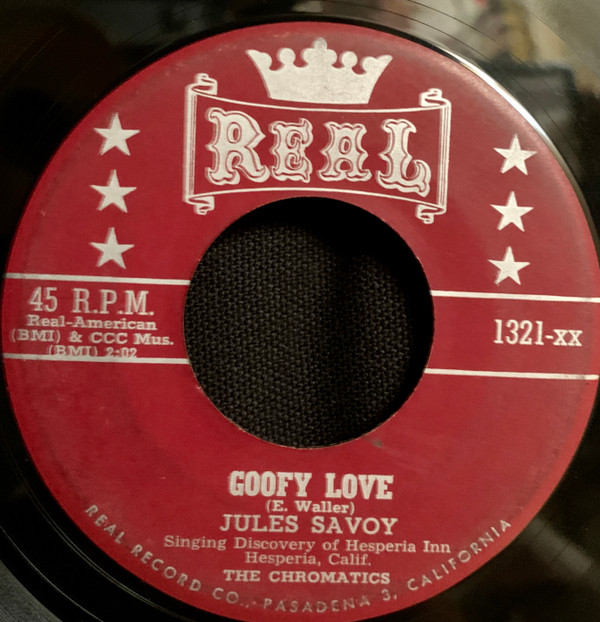 REAL
45 R.P.M.
Real-American
(BMI) & CCC Mus.
(BMI) 2:02
1321-xx
GOOFY LOVE
(E. Waller)
JULES SAVOY
Singing Discovery of Hesperia Inn
Hesperia, Calif.
THE CHROMATICS
REAL RECORD CO., PASADENA 3, CALIFORNIA